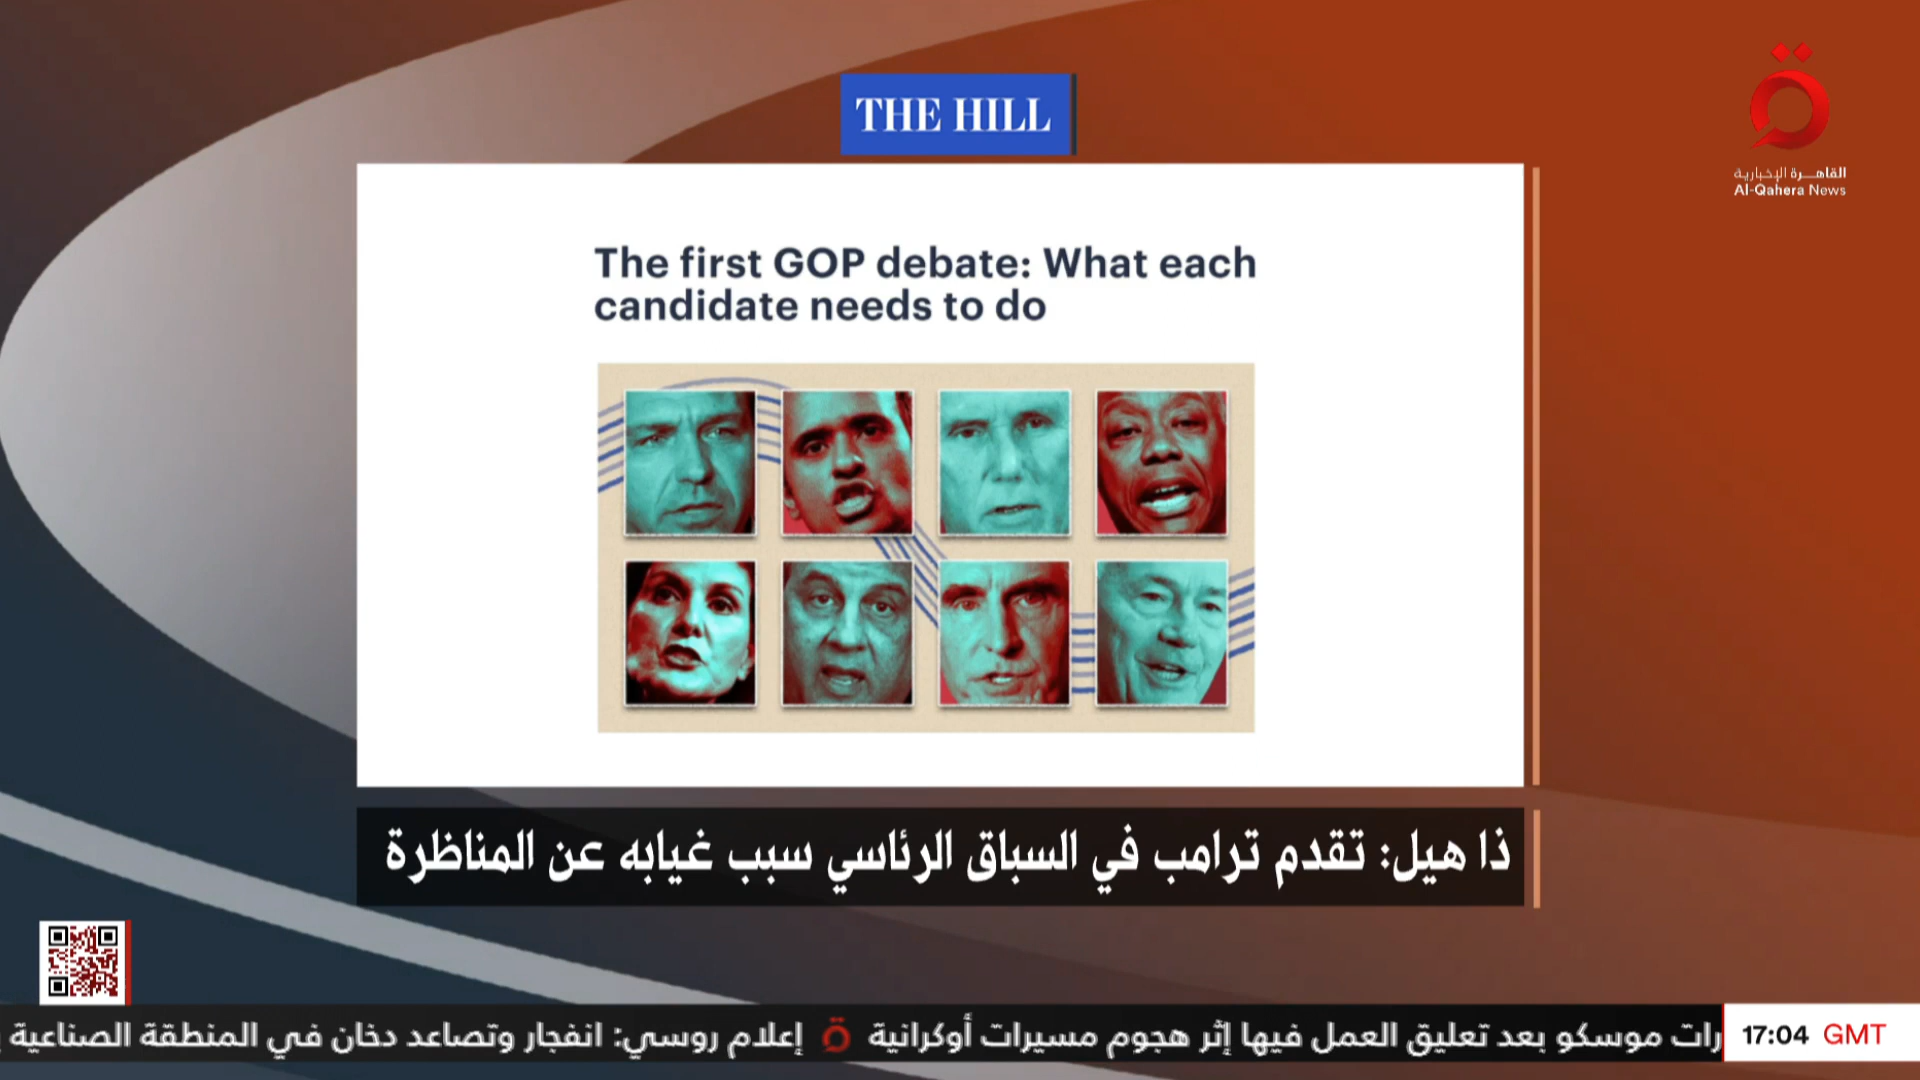 THE HILL
القاهرة الإخبارية
Al-Qahera News
The first GOP debate: What each
candidate needs to do
ذا هيل: تقدم ترامب في السباق الرئاسي سبب غيابه عن المناظرة
رات موسكو بعد تعليق العمل فيها إثر هجوم مسيرات أوكرانية
إعلام روسي: انفجار وتصاعد دخان في المنطقة الصناعية
17:04 GMT